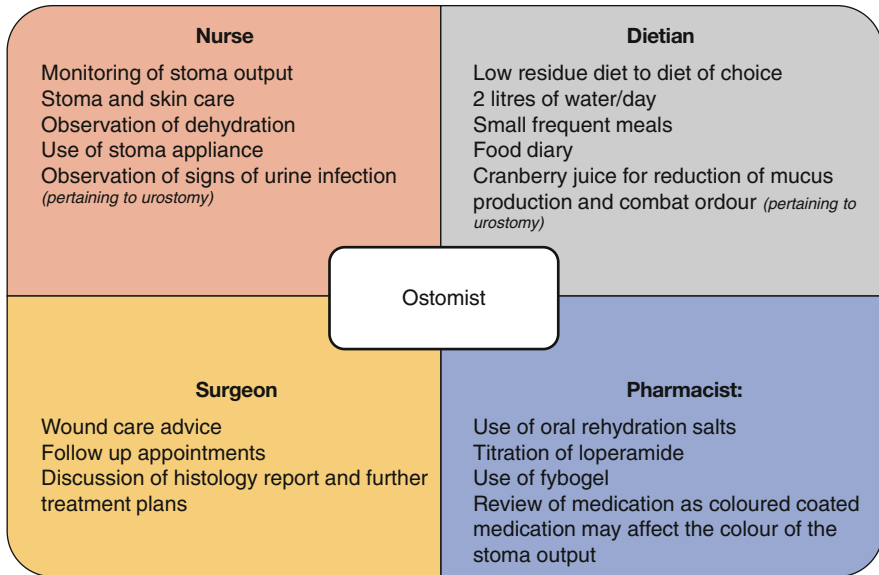 Nurse
Monitoring of stoma output
Stoma and skin care
Observation of dehydration
Use of stoma appliance
Observation of signs of urine infection
(pertaining to urostomy)
Dietian
Low residue diet to diet of choice
2 litres of water/day
Small frequent meals
Food diary
Cranberry juice for reduction of mucus
production and combat ordour (pertaining to
urostomy)
Ostomist
Surgeon
Wound care advice
Follow up appointments
Discussion of histology report and further
treatment plans
Pharmacist:
Use of oral rehydration salts
Titration of loperamide
Use of fybogel
Review of medication as coloured coated
medication may affect the colour of the
stoma output